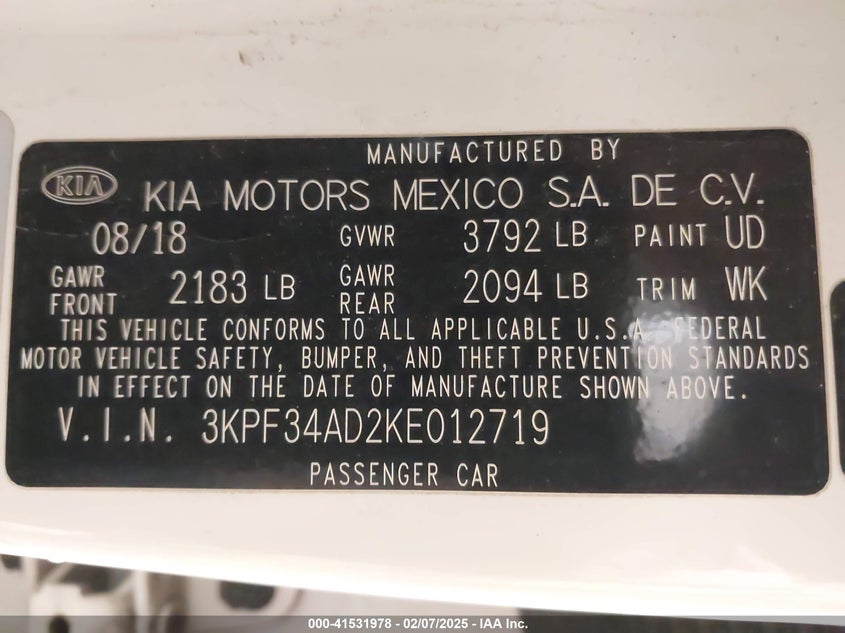 MANUFACTURED BY
KIA KIA MOTORS MEXICO S.A. DE C.V.
08/18 GVWR 3792 LB PAINT UD
GAWR FRONT 2183 LB GAWR REAR 2094 LB TRIM WK
THIS VEHICLE CONFORMS TO ALL APPLICABLE U.S.A. FEDERAL
MOTOR VEHICLE SAFETY, BUMPER, AND THEFT PREVENTION STANDARDS
IN EFFECT ON THE DATE OF MANUFACTURE SHOWN ABOVE.
V.I.N. 3KPF34AD2KE012719
PASSENGER CAR
000-41531978 - 02/07/2025 - IAA Inc.